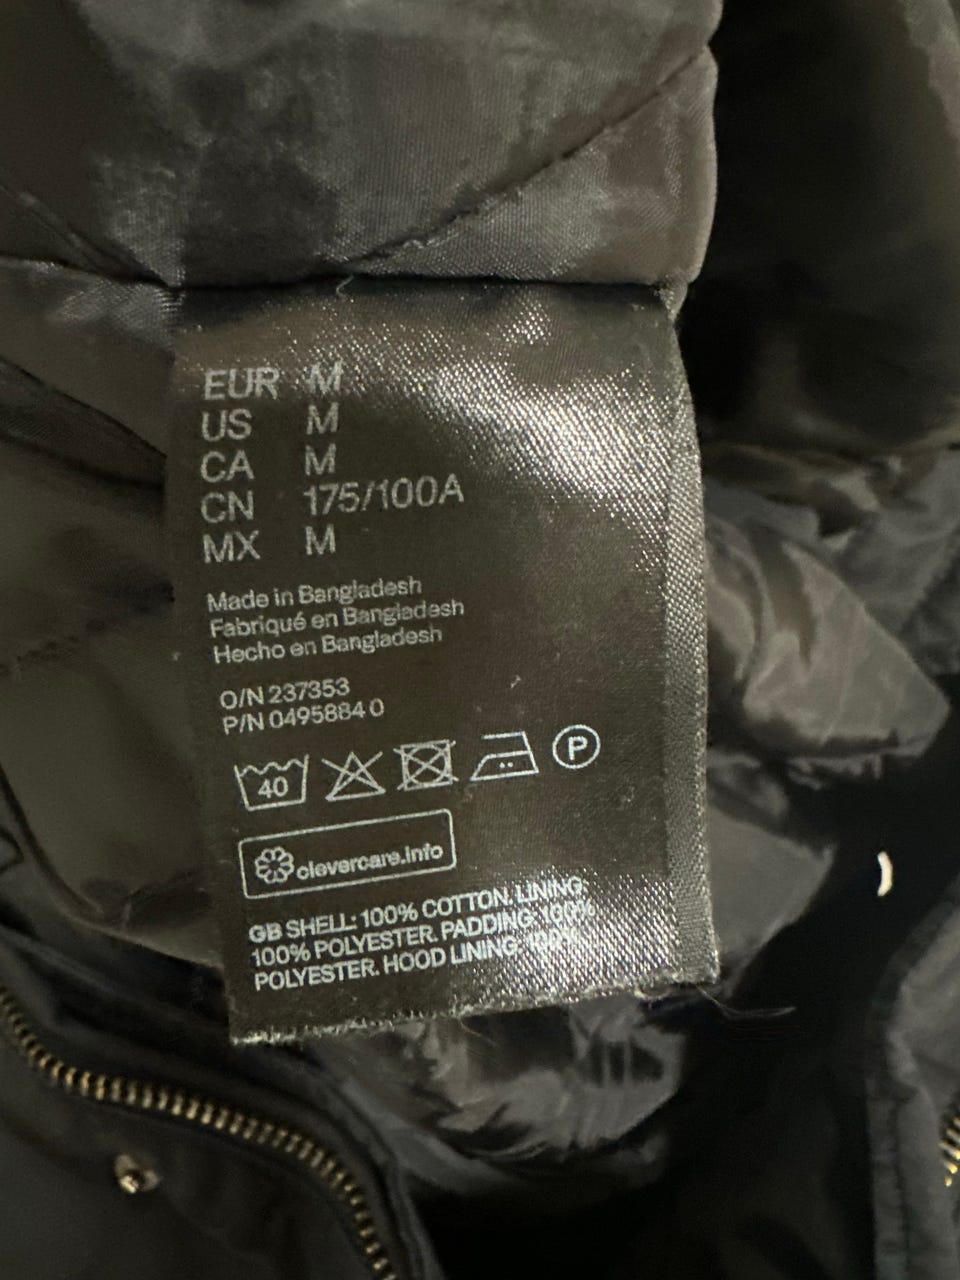 EUR M
US M
CA M
CN 175/100A
MX M
Made in Bangladesh
Fabriqué en Bangladesh
Hecho en Bangladesh
O/N 237353
P/N 0495884 0
40
P
clevercare.info
GB SHELL: 100% COTTON. LINING:
100% POLYESTER. PADDING: 100%
POLYESTER. HOOD LINING: 100%